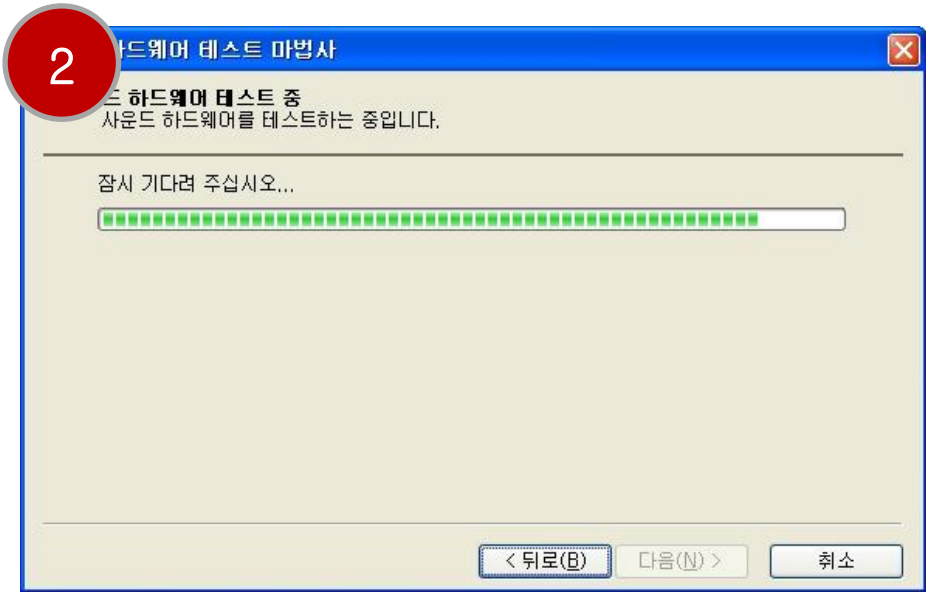 2
하드웨어 테스트 마법사
드 하드웨어 테스트 중
사운드 하드웨어를 테스트하는 중입니다.
잠시 기다려 주십시오...
< 뒤로(B)
다음(N) >
취소